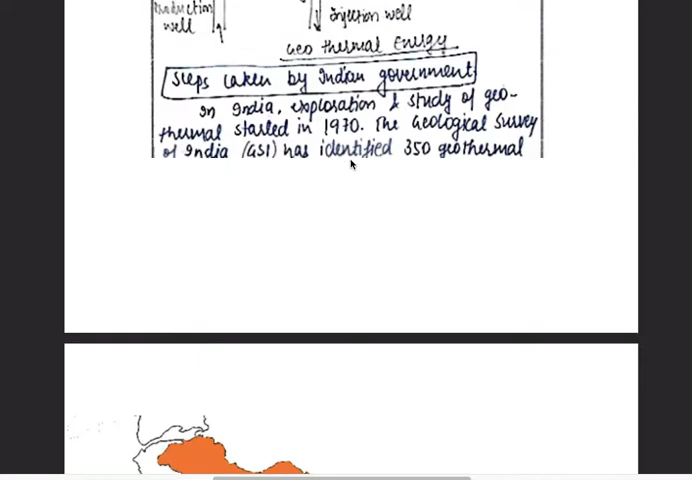 Production
well
Injection well
Geo thermal Energy
Steps taken by Indian government
In India, exploration & study of geo-
thermal started in 1970. The Geological Survey
of India (GSI) has identified 350 geothermal